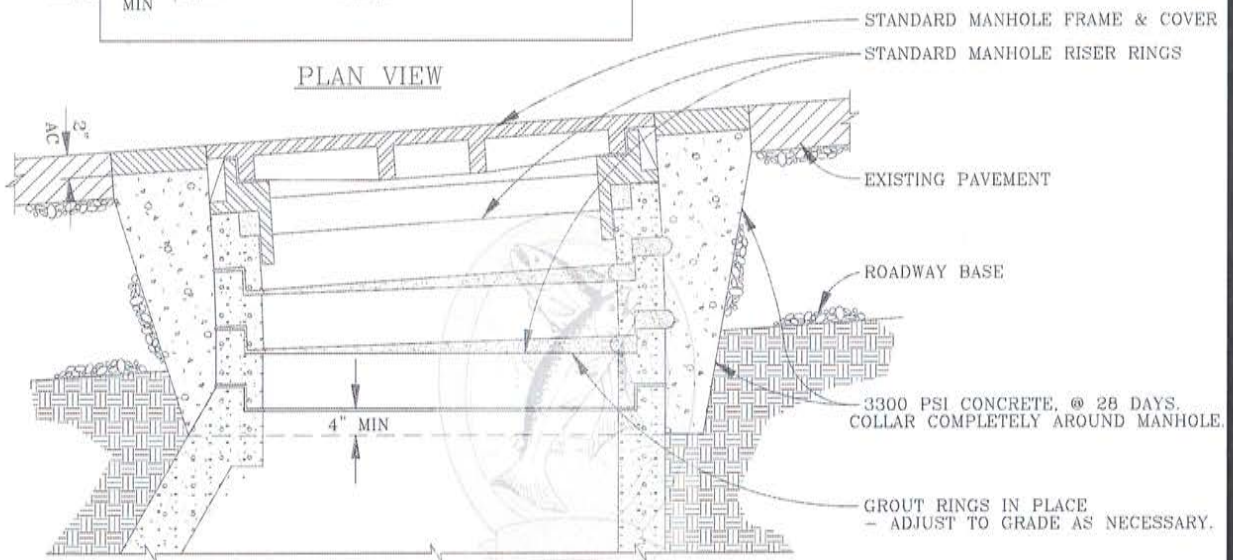 MIN
PLAN VIEW
STANDARD MANHOLE FRAME & COVER
STANDARD MANHOLE RISER RINGS
2"
AC
EXISTING PAVEMENT
ROADWAY BASE
4" MIN
3300 PSI CONCRETE, @ 28 DAYS.
COLLAR COMPLETELY AROUND MANHOLE.
GROUT RINGS IN PLACE
- ADJUST TO GRADE AS NECESSARY.